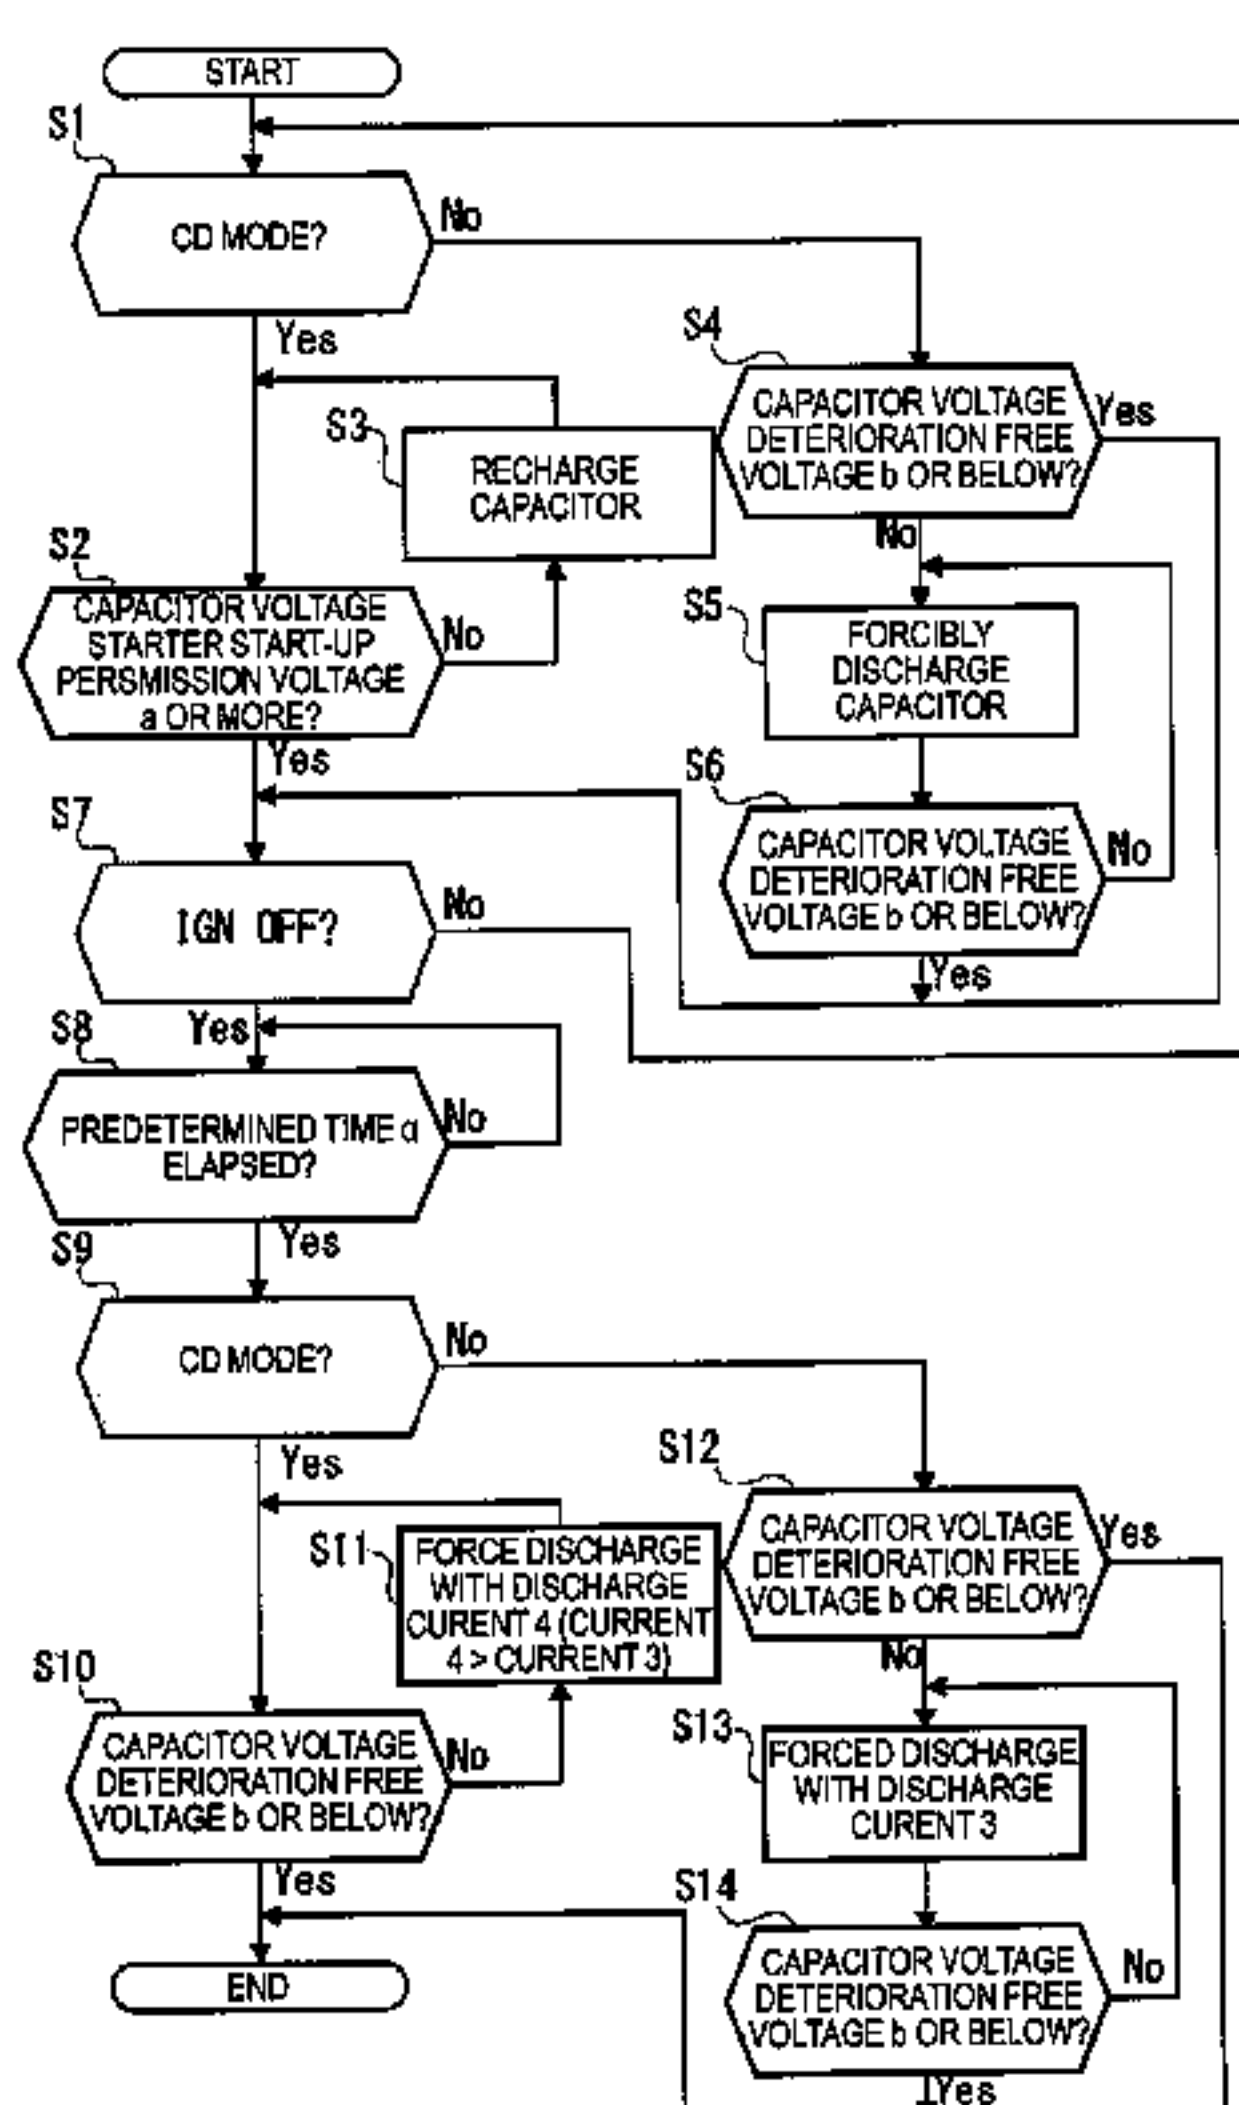 START
S1
CD MODE?
No
Yes
S4
CAPACITOR VOLTAGE
DETERIORATION FREE
VOLTAGE b OR BELOW?
Yes
No
S3
RECHARGE
CAPACITOR
S2
CAPACITOR VOLTAGE
STARTER START-UP
PERSMISSION VOLTAGE
a OR MORE?
No
Yes
S5
FORCIBLY
DISCHARGE
CAPACITOR
S6
CAPACITOR VOLTAGE
DETERIORATION FREE
VOLTAGE b OR BELOW?
No
Yes
S7
IGN OFF?
No
Yes
S8
PREDETERMINED TIME α
ELAPSED?
No
Yes
S9
CD MODE?
No
Yes
S12
CAPACITOR VOLTAGE
DETERIORATION FREE
VOLTAGE b OR BELOW?
Yes
No
S11
FORCE DISCHARGE
WITH DISCHARGE
CURENT 4 (CURRENT
4 > CURRENT 3)
S10
CAPACITOR VOLTAGE
DETERIORATION FREE
VOLTAGE b OR BELOW?
No
Yes
S13
FORCED DISCHARGE
WITH DISCHARGE
CURENT 3
S14
CAPACITOR VOLTAGE
DETERIORATION FREE
VOLTAGE b OR BELOW?
No
Yes
END